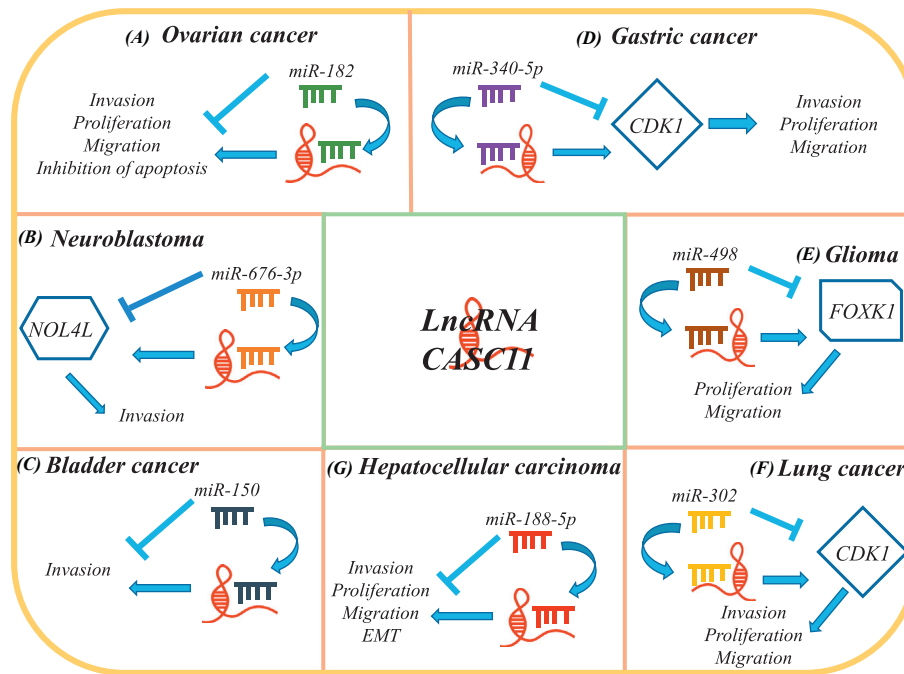 (A) Ovarian cancer
miR-182
Invasion
Proliferation
Migration
Inhibition of apoptosis
(D) Gastric cancer
miR-340-5p
CDK1
Invasion
Proliferation
Migration
(B) Neuroblastoma
miR-676-3p
NOL4L
Invasion
LncRNA
CASC11
(E) Glioma
miR-498
FOXK1
Proliferation
Migration
(C) Bladder cancer
miR-150
Invasion
(G) Hepatocellular carcinoma
miR-188-5p
Invasion
Proliferation
Migration
EMT
(F) Lung cancer
miR-302
CDK1
Invasion
Proliferation
Migration